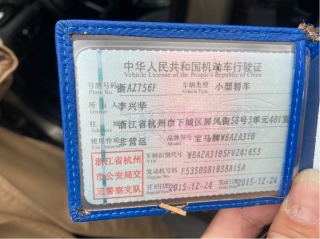 中华人民共和国机动车行驶证
Vehicle License of the People's Republic of China
号牌号码 浙AZ756F 车辆类型 小型轿车
Plate No. Vehicle Type
所有人 李兴华
住址 浙江省杭州市下城区屏风街58号3单元401室
使用性质 非营运 品牌型号 宝马牌WBAZA310
浙江省杭州
市公安局交
通警察支队
车辆识别代号
发动机号码
注册日期 2015-12-24 发证日期 2015-12-24